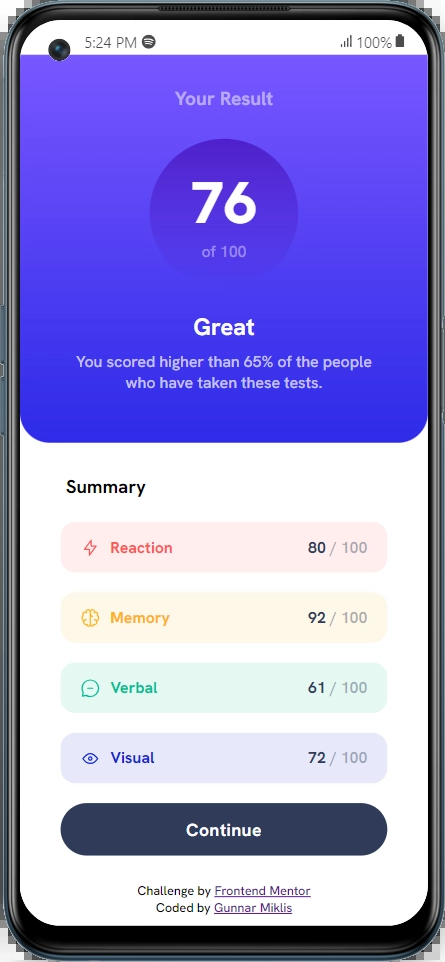 5:24 PM 100%
Your Result
76
of 100
Great
You scored higher than 65% of the people
who have taken these tests.
Summary
Reaction 80 / 100
Memory 92 / 100
Verbal 61 / 100
Visual 72 / 100
Continue
Challenge by Frontend Mentor
Coded by Gunnar Miklis